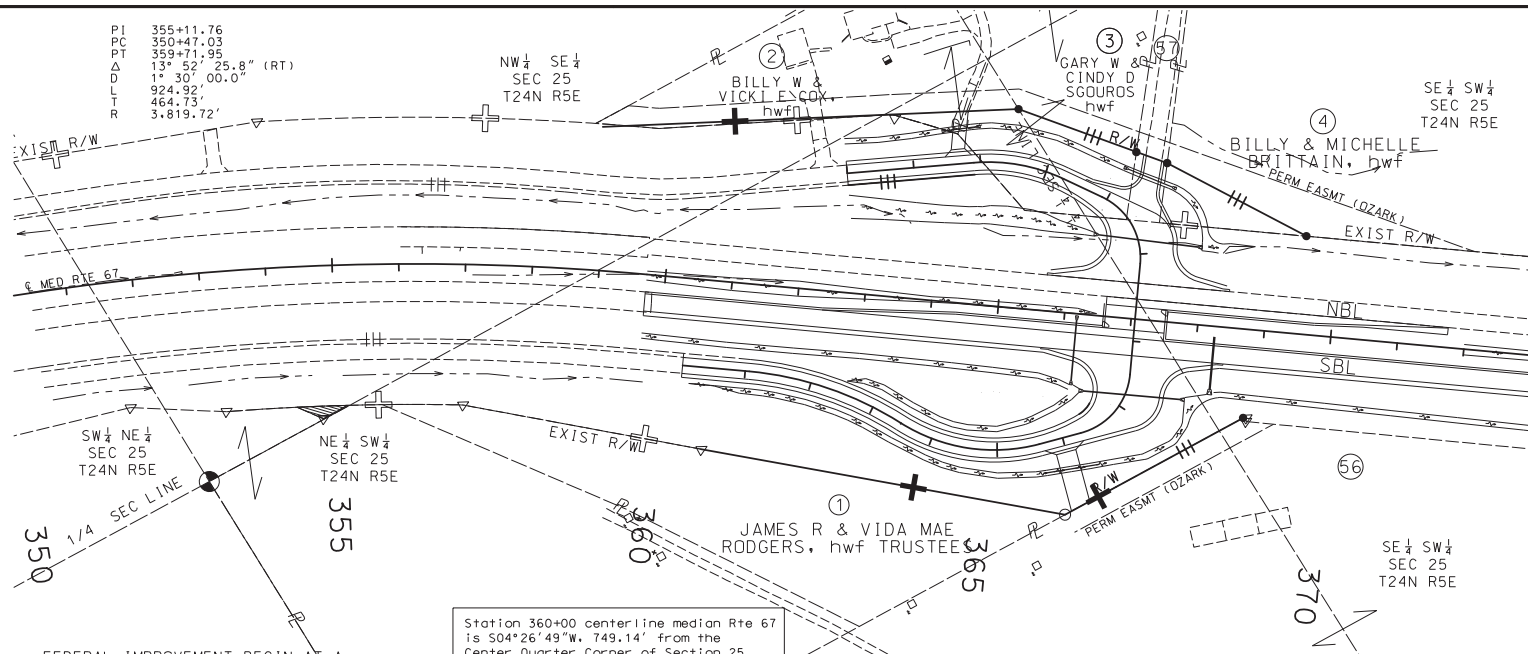 PI 355+11.76
PC 350+47.03
PT 359+71.95
Δ 13° 52' 25.8" (RT)
D 1° 30' 00.0"
L 924.92'
T 464.73'
R 3,819.72'
NW¼ SE¼
SEC 25
T24N R5E
2
BILLY W &
VICKI E COX,
hwf
3
GARY W &
CINDY D
SGOUROS
hwf
57
SE¼ SW¼
SEC 25
T24N R5E
4
BILLY & MICHELLE
BRITTAIN, hwf
EXIST R/W
R/W
PERM EASMT (OZARK)
EXIST R/W
℄ MED RTE 67
NBL
SBL
SW¼ NE¼
SEC 25
T24N R5E
NE¼ SW¼
SEC 25
T24N R5E
EXIST R/W
1/4 SEC LINE
350
355
360
365
370
1
JAMES R & VIDA MAE
RODGERS, hwf TRUSTEES
R/W
PERM EASMT (OZARK)
56
SE¼ SW¼
SEC 25
T24N R5E
Station 360+00 centerline median Rte 67
is S04°26'49"W, 749.14' from the
Center Quarter Corner of Section 25
FEDERAL IMPROVEMENT BEGIN AT A